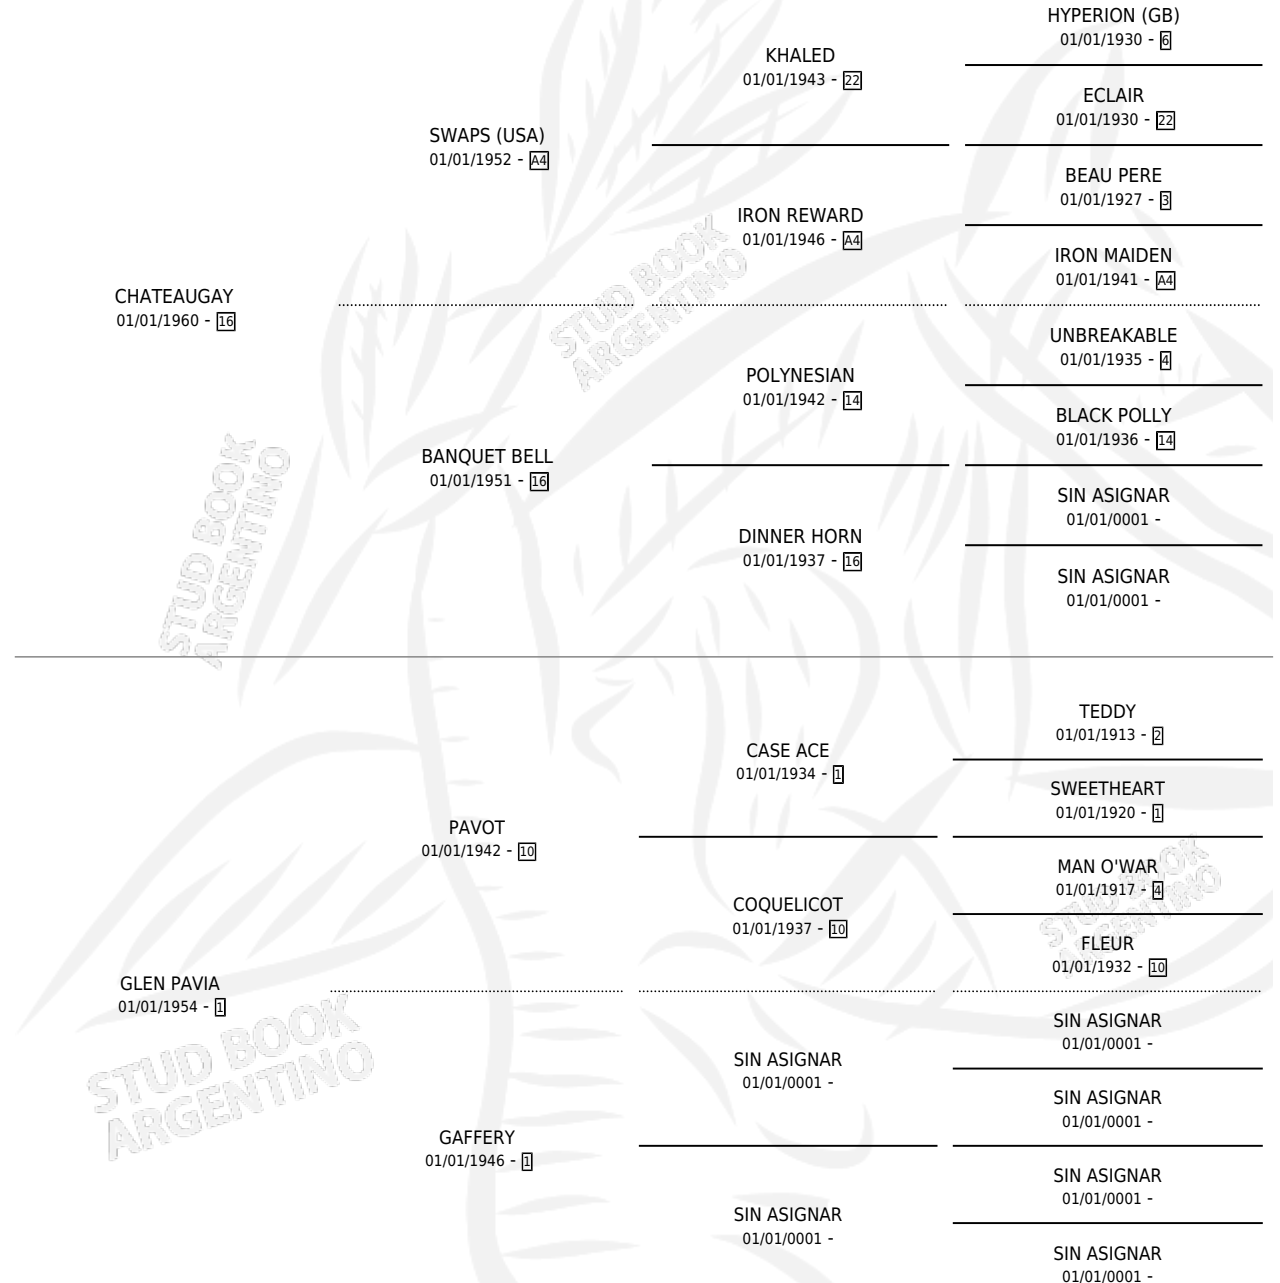 HYPERION (GB)
01/01/1930 - 6
KHALED
01/01/1943 - 22
ECLAIR
01/01/1930 - 22
SWAPS (USA)
01/01/1952 - A4
BEAU PERE
01/01/1927 - 3
IRON REWARD
01/01/1946 - A4
IRON MAIDEN
01/01/1941 - A4
CHATEAUGAY
01/01/1960 - 16
UNBREAKABLE
01/01/1935 - 4
POLYNESIAN
01/01/1942 - 14
BLACK POLLY
01/01/1936 - 14
BANQUET BELL
01/01/1951 - 16
SIN ASIGNAR
01/01/0001 -
DINNER HORN
01/01/1937 - 16
SIN ASIGNAR
01/01/0001 -
TEDDY
01/01/1913 - 2
CASE ACE
01/01/1934 - 1
SWEETHEART
01/01/1920 - 1
PAVOT
01/01/1942 - 10
MAN O'WAR
01/01/1917 - 4
COQUELICOT
01/01/1937 - 10
FLEUR
01/01/1932 - 10
GLEN PAVIA
01/01/1954 - 1
SIN ASIGNAR
01/01/0001 -
SIN ASIGNAR
01/01/0001 -
SIN ASIGNAR
01/01/0001 -
GAFFERY
01/01/1946 - 1
SIN ASIGNAR
01/01/0001 -
SIN ASIGNAR
01/01/0001 -
SIN ASIGNAR
01/01/0001 -
STUD BOOK
ARGENTINO
STUD BOOK
ARGENTINO
STUD BOOK
ARGENTINO
STUD BOOK
ARGENTINO